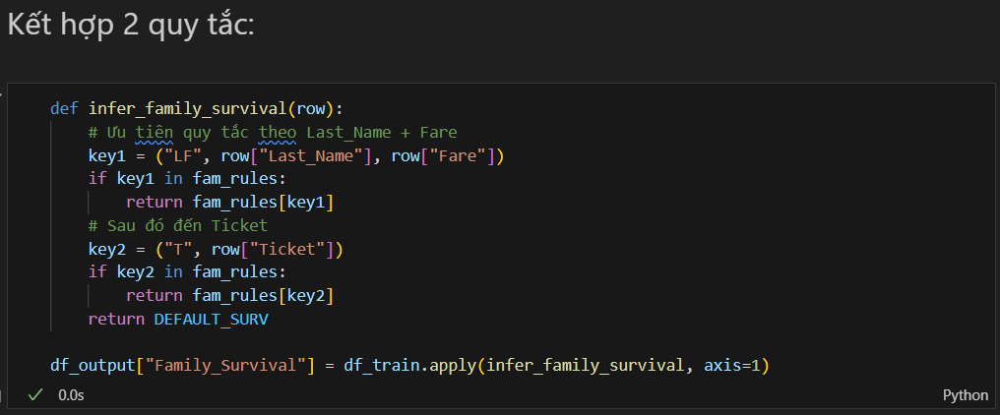 Kết hợp 2 quy tắc:
def infer_family_survival(row):
# Ưu tiên quy tắc theo Last_Name + Fare
key1 = ("LF", row["Last_Name"], row["Fare"])
if key1 in fam_rules:
return fam_rules[key1]
# Sau đó đến Ticket
key2 = ("T", row["Ticket"])
if key2 in fam_rules:
return fam_rules[key2]
return DEFAULT_SURV
df_output["Family_Survival"] = df_train.apply(infer_family_survival, axis=1)
0.0s
Python